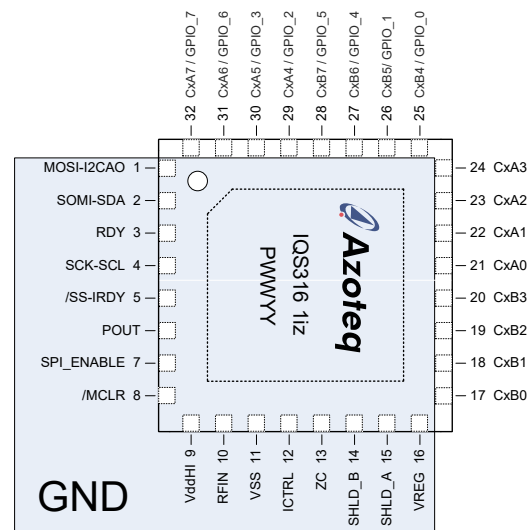 32 CxA7 / GPIO_7
31 CxA6 / GPIO_6
30 CxA5 / GPIO_3
29 CxA4 / GPIO_2
28 CxB7 / GPIO_5
27 CxB6 / GPIO_4
26 CxB5/ GPIO_1
25 CxB4 / GPIO_0
MOSI-I2CAO 1
SOMI-SDA 2
RDY 3
SCK-SCL 4
/SS-IRDY 5
POUT
SPI_ENABLE 7
/MCLR 8
Azoteq
IQS316 1iz
PWWYY
24 CxA3
23 CxA2
22 CxA1
21 CxA0
20 CxB3
19 CxB2
18 CxB1
17 CxB0
VddHI 9
RFIN 10
VSS 11
ICTRL 12
ZC 13
SHLD_B 14
SHLD_A 15
VREG 16
GND